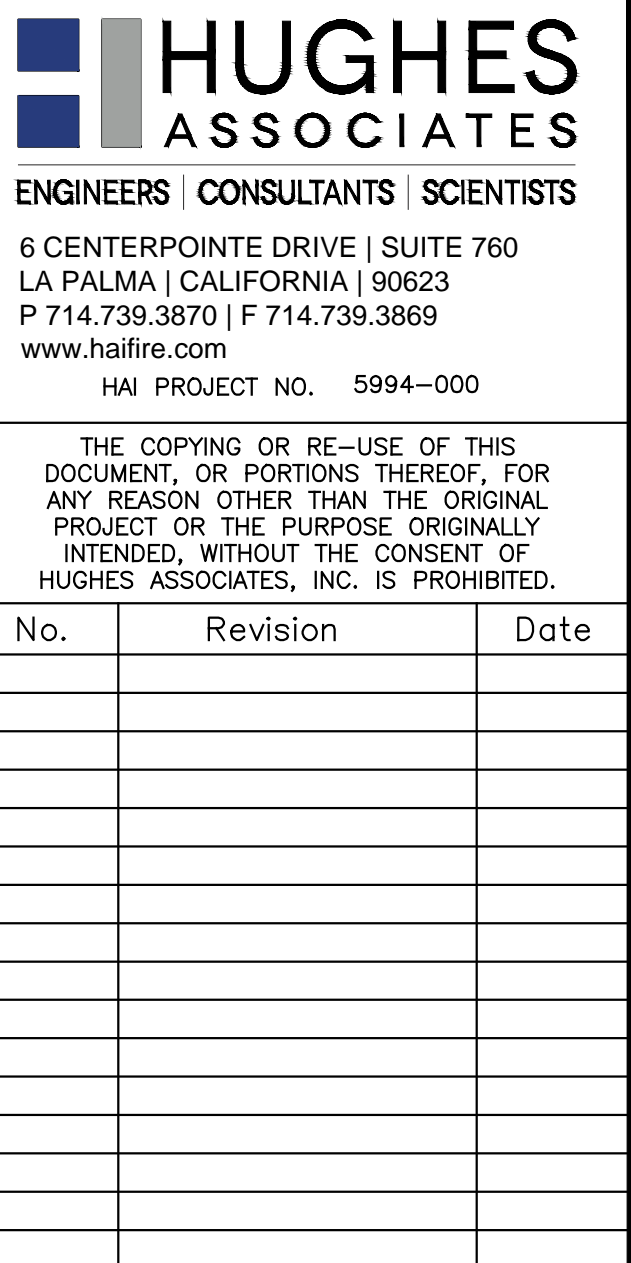 HUGHES
ASSOCIATES
ENGINEERS | CONSULTANTS | SCIENTISTS
6 CENTERPOINTE DRIVE | SUITE 760
LA PALMA | CALIFORNIA | 90623
P 714.739.3870 | F 714.739.3869
www.haifire.com
HAI PROJECT NO. 5994-000
THE COPYING OR RE-USE OF THIS
DOCUMENT, OR PORTIONS THEREOF, FOR
ANY REASON OTHER THAN THE ORIGINAL
PROJECT OR THE PURPOSE ORIGINALLY
INTENDED, WITHOUT THE CONSENT OF
HUGHES ASSOCIATES, INC. IS PROHIBITED.
No. Revision Date